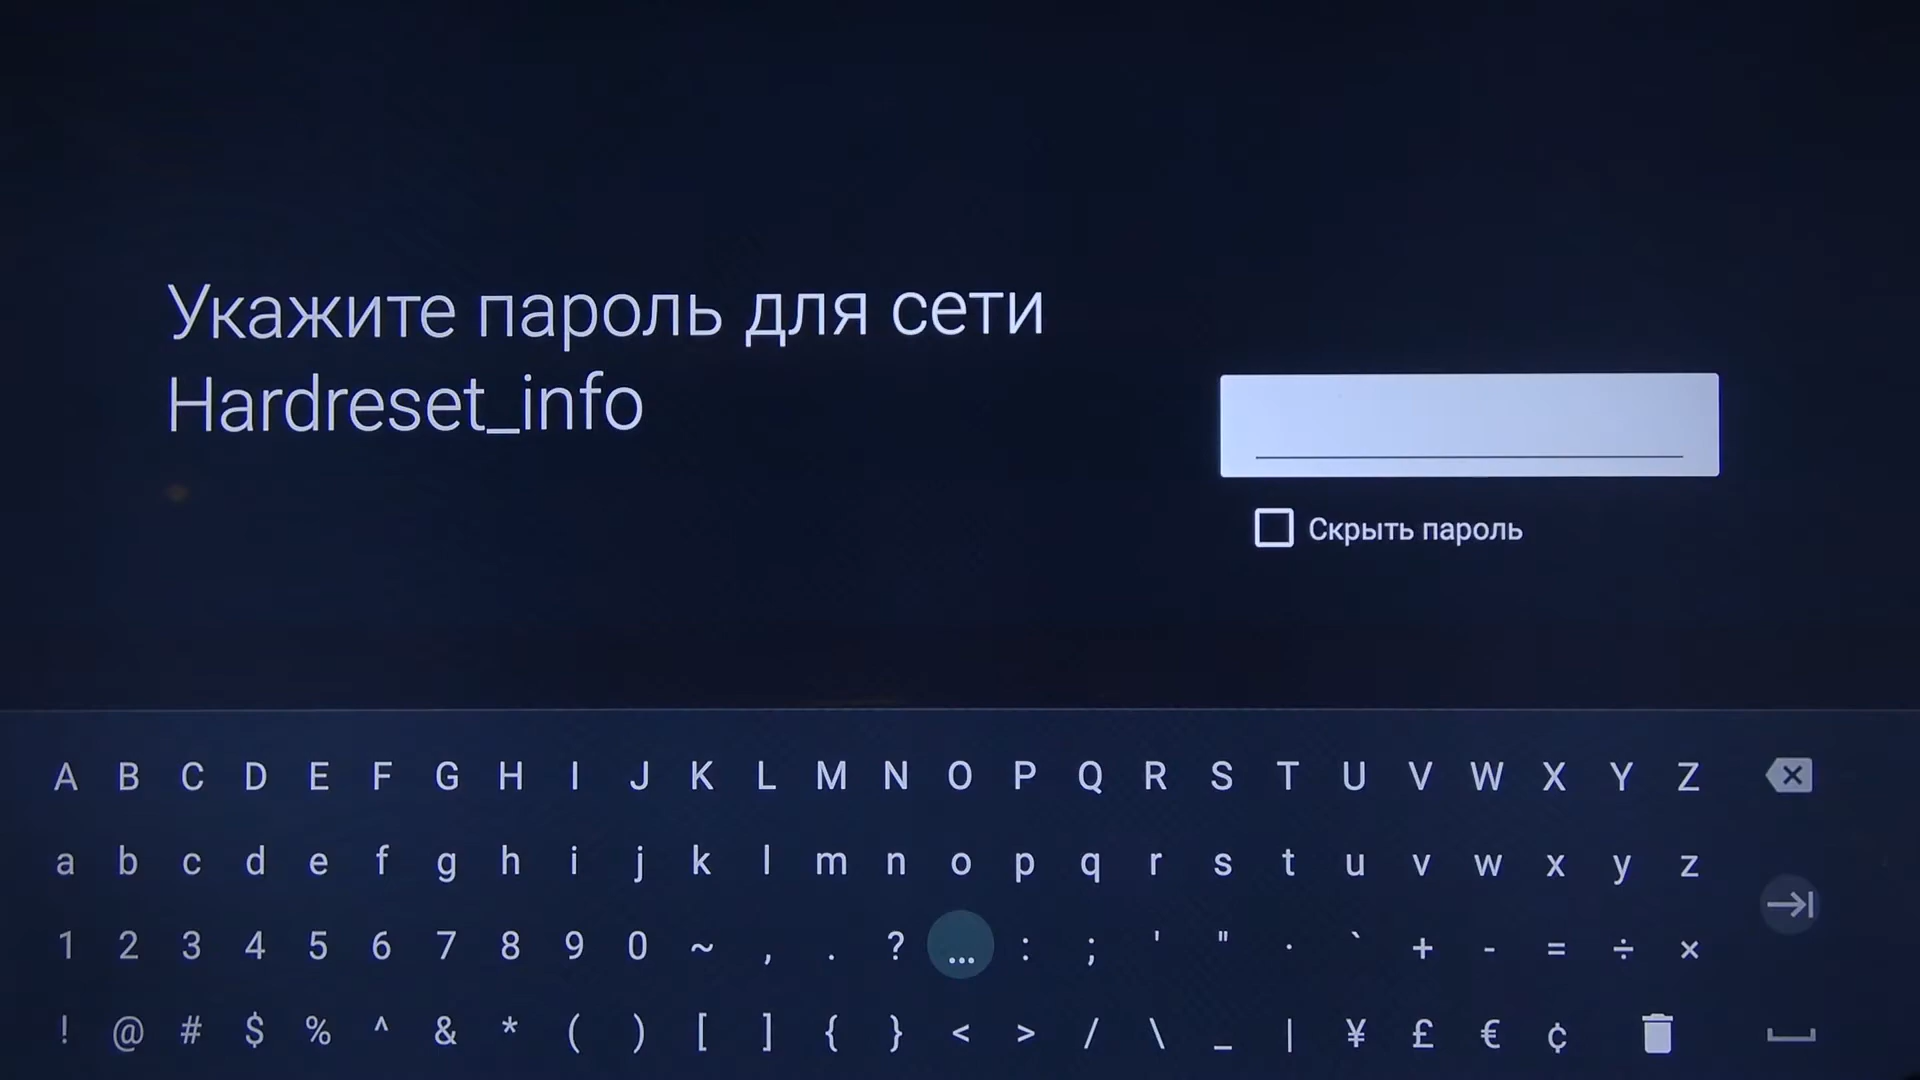 Укажите пароль для сети
Hardreset_info
Скрыть пароль
A B C D E F G H I J K L M N O P Q R S T U V W X Y Z
a b c d e f g h i j k l m n o p q r s t u v w x y z
1 2 3 4 5 6 7 8 9 0 ~ , . ? … : ; ' " · ` + - = ÷ ×
! @ # $ % ^ & * ( ) [ ] { } < > / \ _ | ¥ £ € ¢